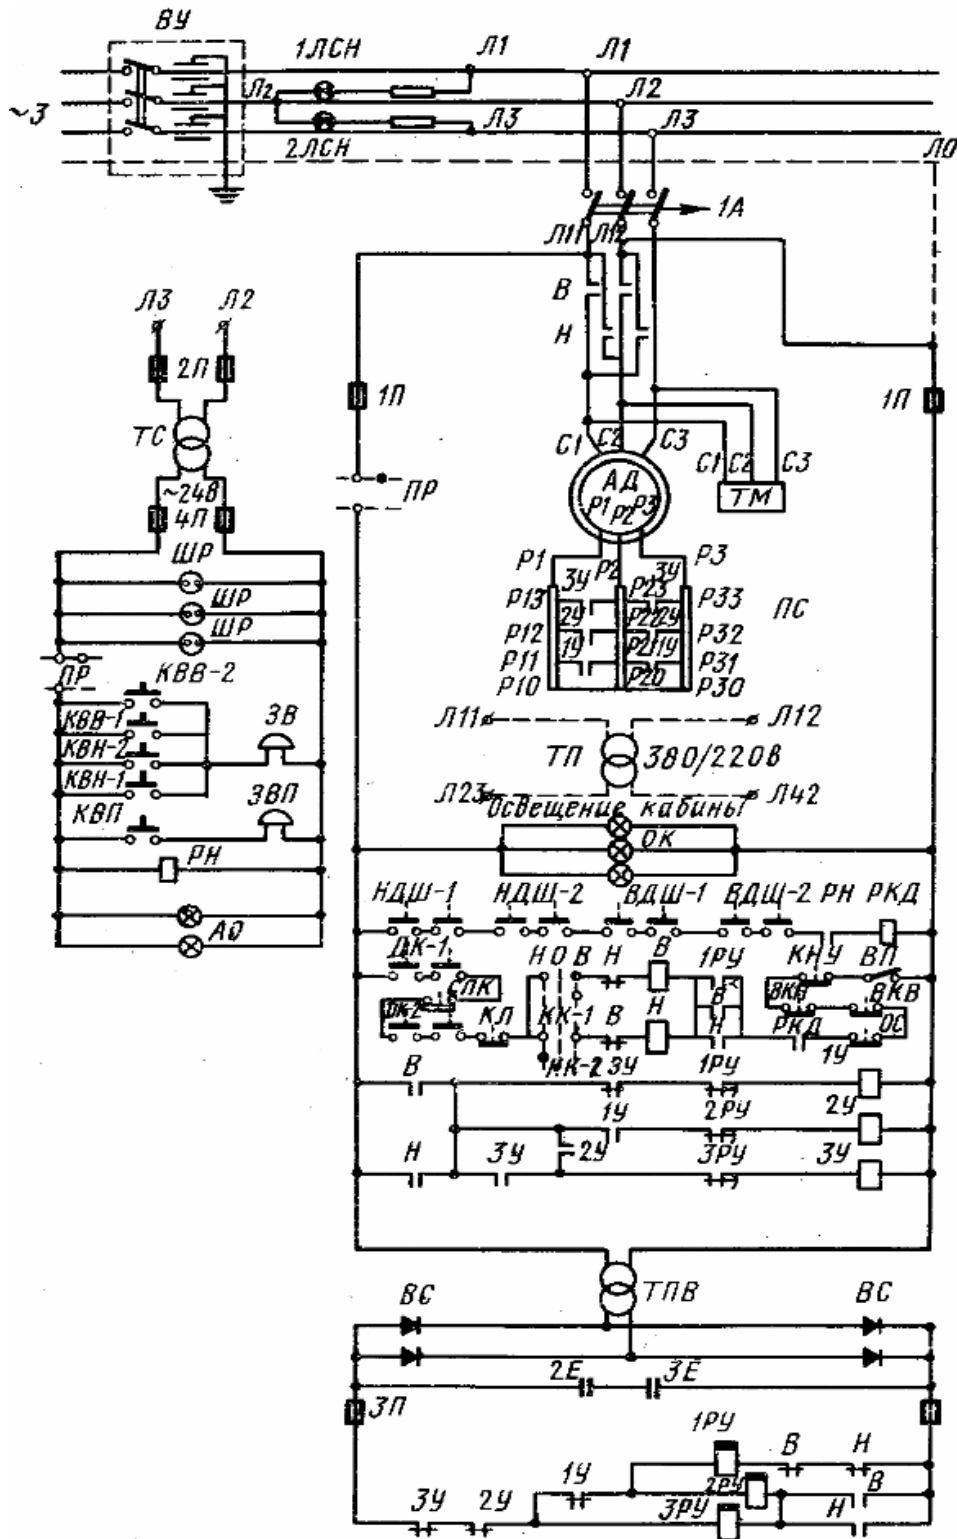 ВУ
1ЛСН Л1 Л1
~3 Л2 Л2
2ЛСН Л3 Л3
Л0
1А
Л11 Л12
В
Н
Л3 Л2
2П
1П 1П
ТС
~24В
4П
ПР
С1 С2 С3 С1 С2 С3
АД
Р1 Р2 Р3
ТМ
ШР
ШР
ШР
Р1 Р2 Р3
3У 3У
Р13 Р23 Р33
ПС
2У Р22 2У
Р12 Р32
1У Р21 1У
Р11 Р31
Р20
Р10 Р30
ПР КВВ-2
КВВ-1
КВН-2 ЗВ
КВН-1
КВП ЗВП
РН
АО
Л11 Л12
ТП 380/220В
Л23 Л42
Освещение кабины
ОК
НДШ-1 НДШ-2 ВДШ-1 ВДШ-2 РН РКД
ДК-1 Н О В Н В 1РУ КНУ ВП
СЛК ВКН ВКВ
ДК-2 КЛ КК-1 В Н В Н РКД ОС
КК-2 1У
В 3У 1РУ 2У
1У 2РУ
Н 3У 2У 3РУ 3У
ТПВ
ВС ВС
2Е 3Е
3П
1РУ В Н
1У 2РУ В
3У 2У 3РУ Н